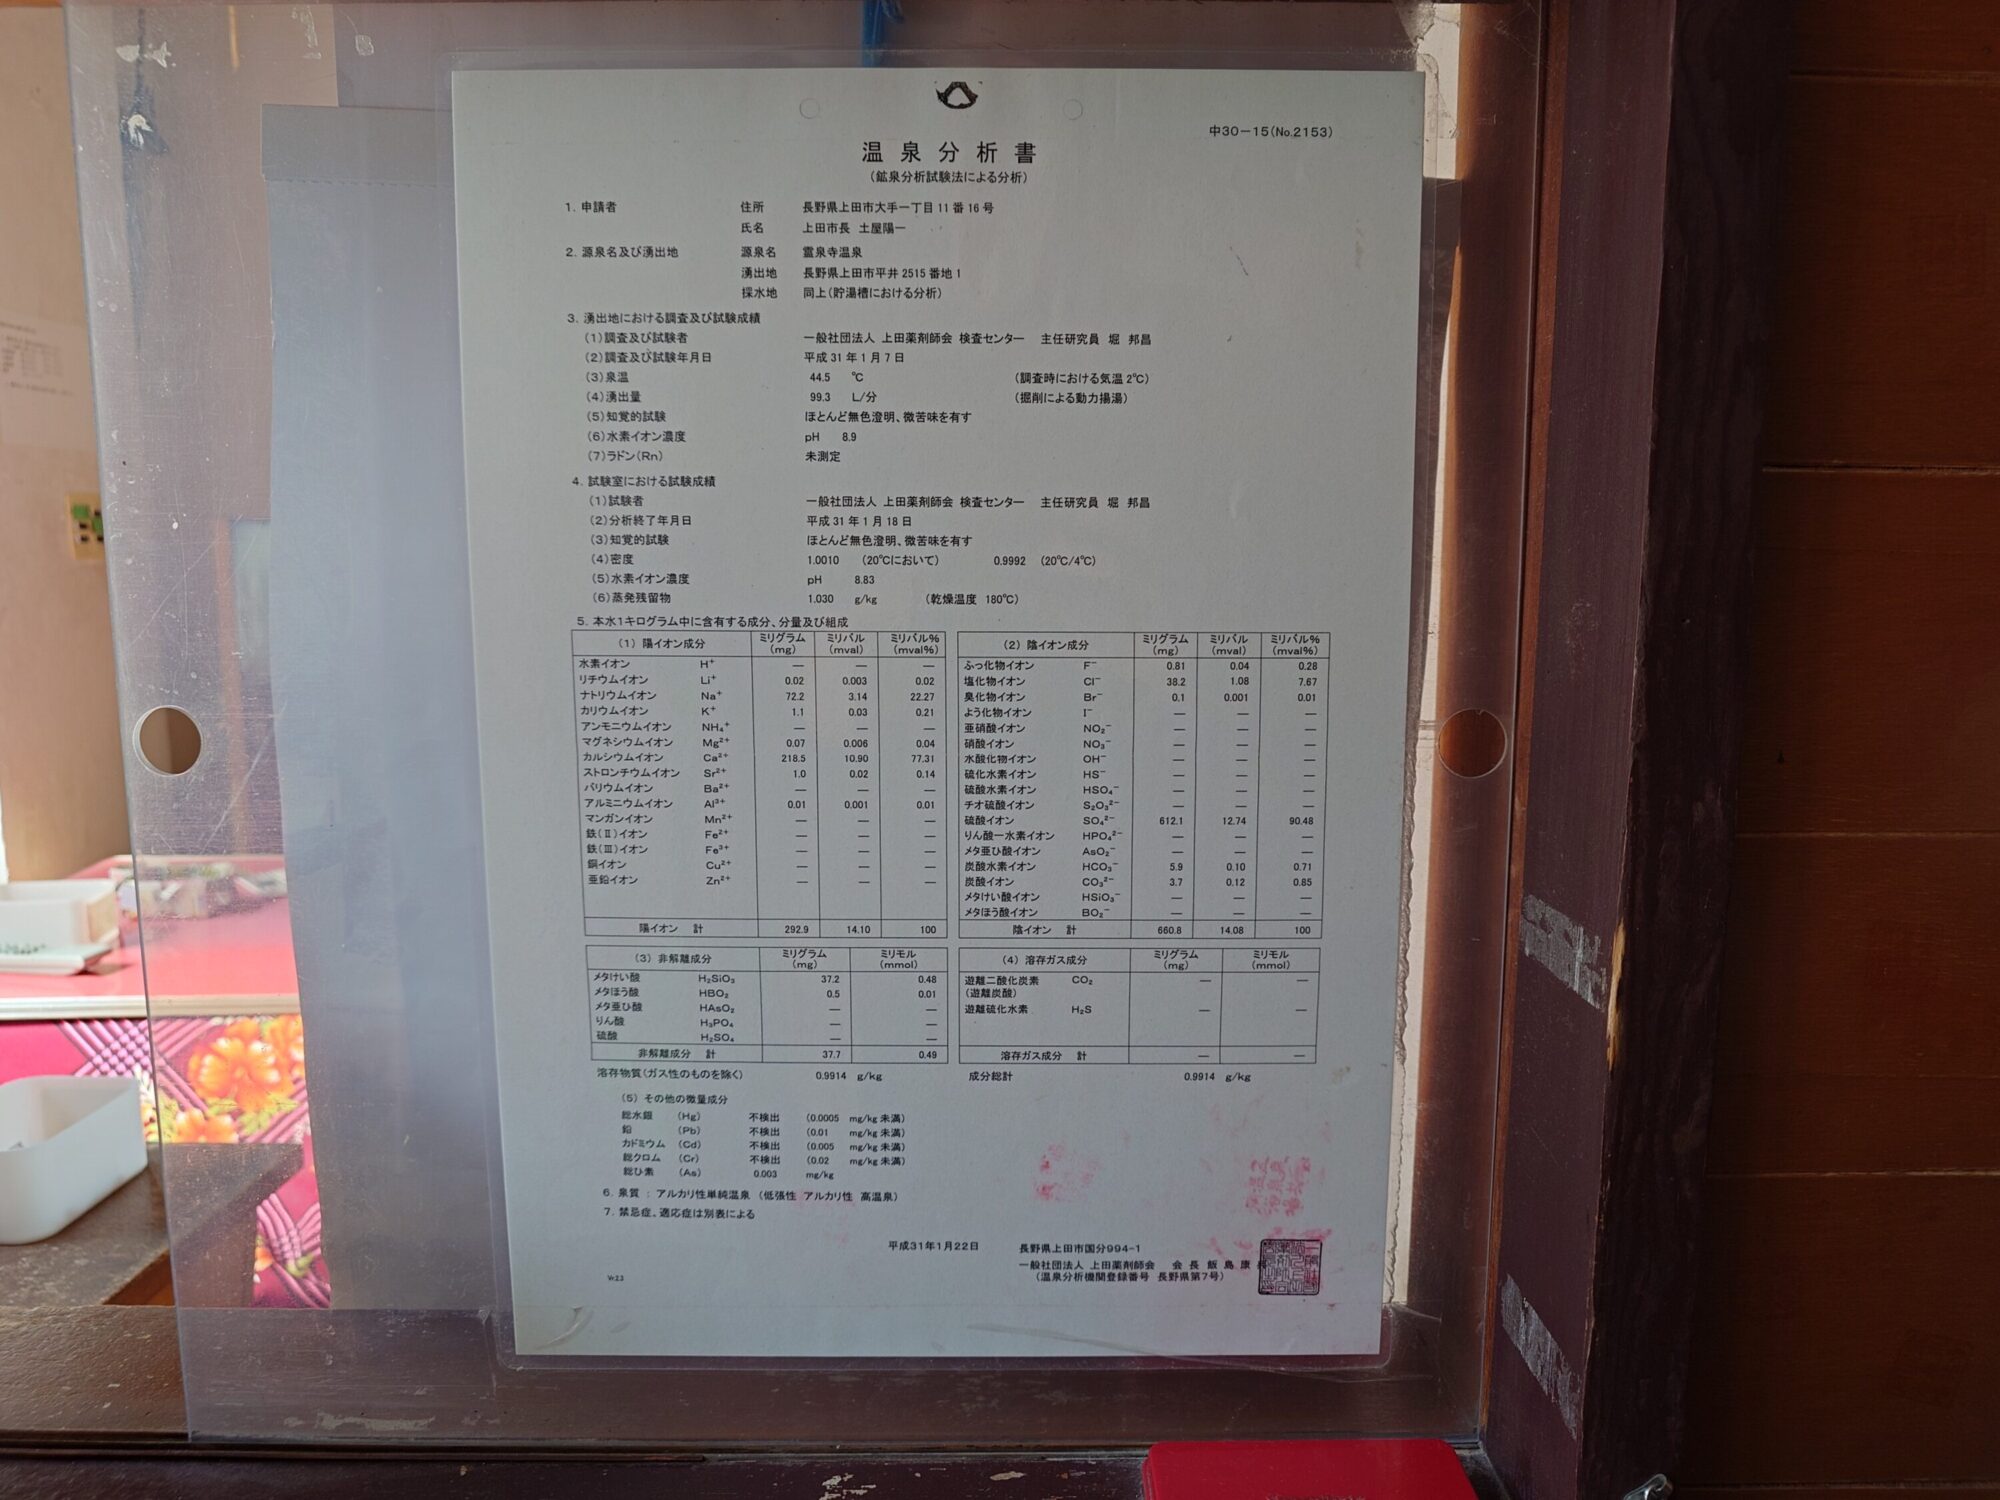 中30－15(No.2153)
温泉分析書
(鉱泉分析試験法による分析)
1. 申請者 住所 長野県上田市大手一丁目11番16号
氏名 上田市長 土屋陽一
2. 源泉名及び湧出地 源泉名 霊泉寺温泉
湧出地 長野県上田市平井2515番地1
採水地 同上(貯湯槽における分析)
3. 湧出地における調査及び試験成績
(1)調査及び試験者 一般社団法人 上田薬剤師会 検査センター 主任研究員 堀 邦昌
(2)調査及び試験年月日 平成31年1月7日
(3)泉温 44.5 ℃ (調査時における気温2℃)
(4)湧出量 99.3 L/分 (掘削による動力揚湯)
(5)知覚的試験 ほとんど無色澄明、微苦味を有す
(6)水素イオン濃度 pH 8.9
(7)ラドン(Rn) 未測定
4. 試験室における試験成績
(1)試験者 一般社団法人 上田薬剤師会 検査センター 主任研究員 堀 邦昌
(2)分析終了年月日 平成31年1月18日
(3)知覚的試験 ほとんど無色澄明、微苦味を有す
(4)密度 1.0010 (20℃において) 0.9992 (20℃/4℃)
(5)水素イオン濃度 pH 8.83
(6)蒸発残留物 1.030 g/kg (乾燥温度 180℃)
5. 本水1キログラム中に含有する成分、分量及び組成
(1) 陽イオン成分 ミリグラム(mg) ミリバル(mval) ミリバル%(mval%)
水素イオン H⁺ — — —
リチウムイオン Li⁺ 0.02 0.003 0.02
ナトリウムイオン Na⁺ 72.2 3.14 22.27
カリウムイオン K⁺ 1.1 0.03 0.21
アンモニウムイオン NH₄⁺ — — —
マグネシウムイオン Mg²⁺ 0.07 0.006 0.04
カルシウムイオン Ca²⁺ 218.5 10.90 77.31
ストロンチウムイオン Sr²⁺ 1.0 0.02 0.14
バリウムイオン Ba²⁺ — — —
アルミニウムイオン Al³⁺ 0.01 0.001 0.01
マンガンイオン Mn²⁺ — — —
鉄(Ⅱ)イオン Fe²⁺ — — —
鉄(Ⅲ)イオン Fe³⁺ — — —
銅イオン Cu²⁺ — — —
亜鉛イオン Zn²⁺ — — —
陽イオン 計 292.9 14.10 100
(2) 陰イオン成分 ミリグラム(mg) ミリバル(mval) ミリバル%(mval%)
ふっ化物イオン F⁻ 0.81 0.04 0.28
塩化物イオン Cl⁻ 38.2 1.08 7.67
臭化物イオン Br⁻ 0.1 0.001 0.01
よう化物イオン I⁻ — — —
亜硝酸イオン NO₂⁻ — — —
硝酸イオン NO₃⁻ — — —
水酸化物イオン OH⁻ — — —
硫化水素イオン HS⁻ — — —
硫酸水素イオン HSO₄⁻ — — —
チオ硫酸イオン S₂O₃²⁻ — — —
硫酸イオン SO₄²⁻ 612.1 12.74 90.48
りん酸一水素イオン HPO₄²⁻ — — —
メタ亜ひ酸イオン AsO₂⁻ — — —
炭酸水素イオン HCO₃⁻ 5.9 0.10 0.71
炭酸イオン CO₃²⁻ 3.7 0.12 0.85
メタけい酸イオン HSiO₃⁻ — — —
メタほう酸イオン BO₂⁻ — — —
陰イオン 計 660.8 14.08 100
(3) 非解離成分 ミリグラム(mg) ミリモル(mmol)
メタけい酸 H₂SiO₃ 37.2 0.48
メタほう酸 HBO₂ 0.5 0.01
メタ亜ひ酸 HAsO₂ — —
りん酸 H₃PO₄ — —
硫酸 H₂SO₄ — —
非解離成分 計 37.7 0.49
(4) 溶存ガス成分 ミリグラム(mg) ミリモル(mmol)
遊離二酸化炭素 CO₂ — —
(遊離炭酸)
遊離硫化水素 H₂S — —
溶存ガス成分 計 — —
溶存物質(ガス性のものを除く) 0.9914 g/kg 成分総計 0.9914 g/kg
(5) その他の微量成分
総水銀 (Hg) 不検出 (0.0005 mg/kg未満)
鉛 (Pb) 不検出 (0.01 mg/kg未満)
カドミウム (Cd) 不検出 (0.005 mg/kg未満)
総クロム (Cr) 不検出 (0.02 mg/kg未満)
総ひ素 (As) 0.003 mg/kg
6. 泉質 : アルカリ性単純温泉 (低張性 アルカリ性 高温泉)
7. 禁忌症、適応症は別表による
平成31年1月22日 長野県上田市国分994-1
一般社団法人 上田薬剤師会 会長 飯島康
(温泉分析機関登録番号 長野県第7号)
Vr.2.3